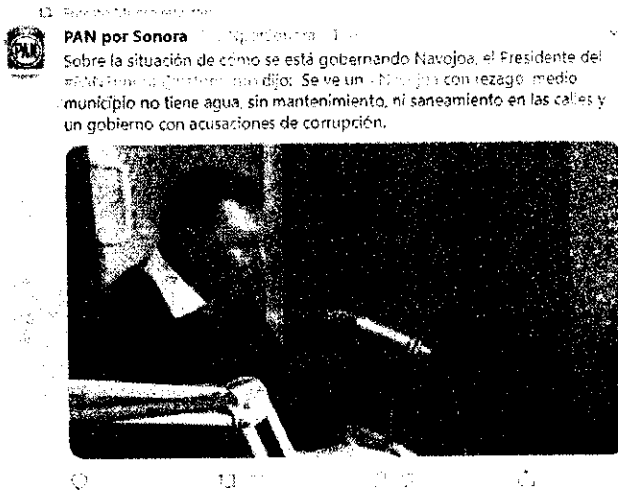 PAN por Sonora
Sobre la situación de cómo se está gobernando Navojoa, el Presidente del
dijo: Se ve un Navojoa con rezago, medio
municipio no tiene agua, sin mantenimiento, ni saneamiento en las calles y
un gobierno con acusaciones de corrupción.
PAN